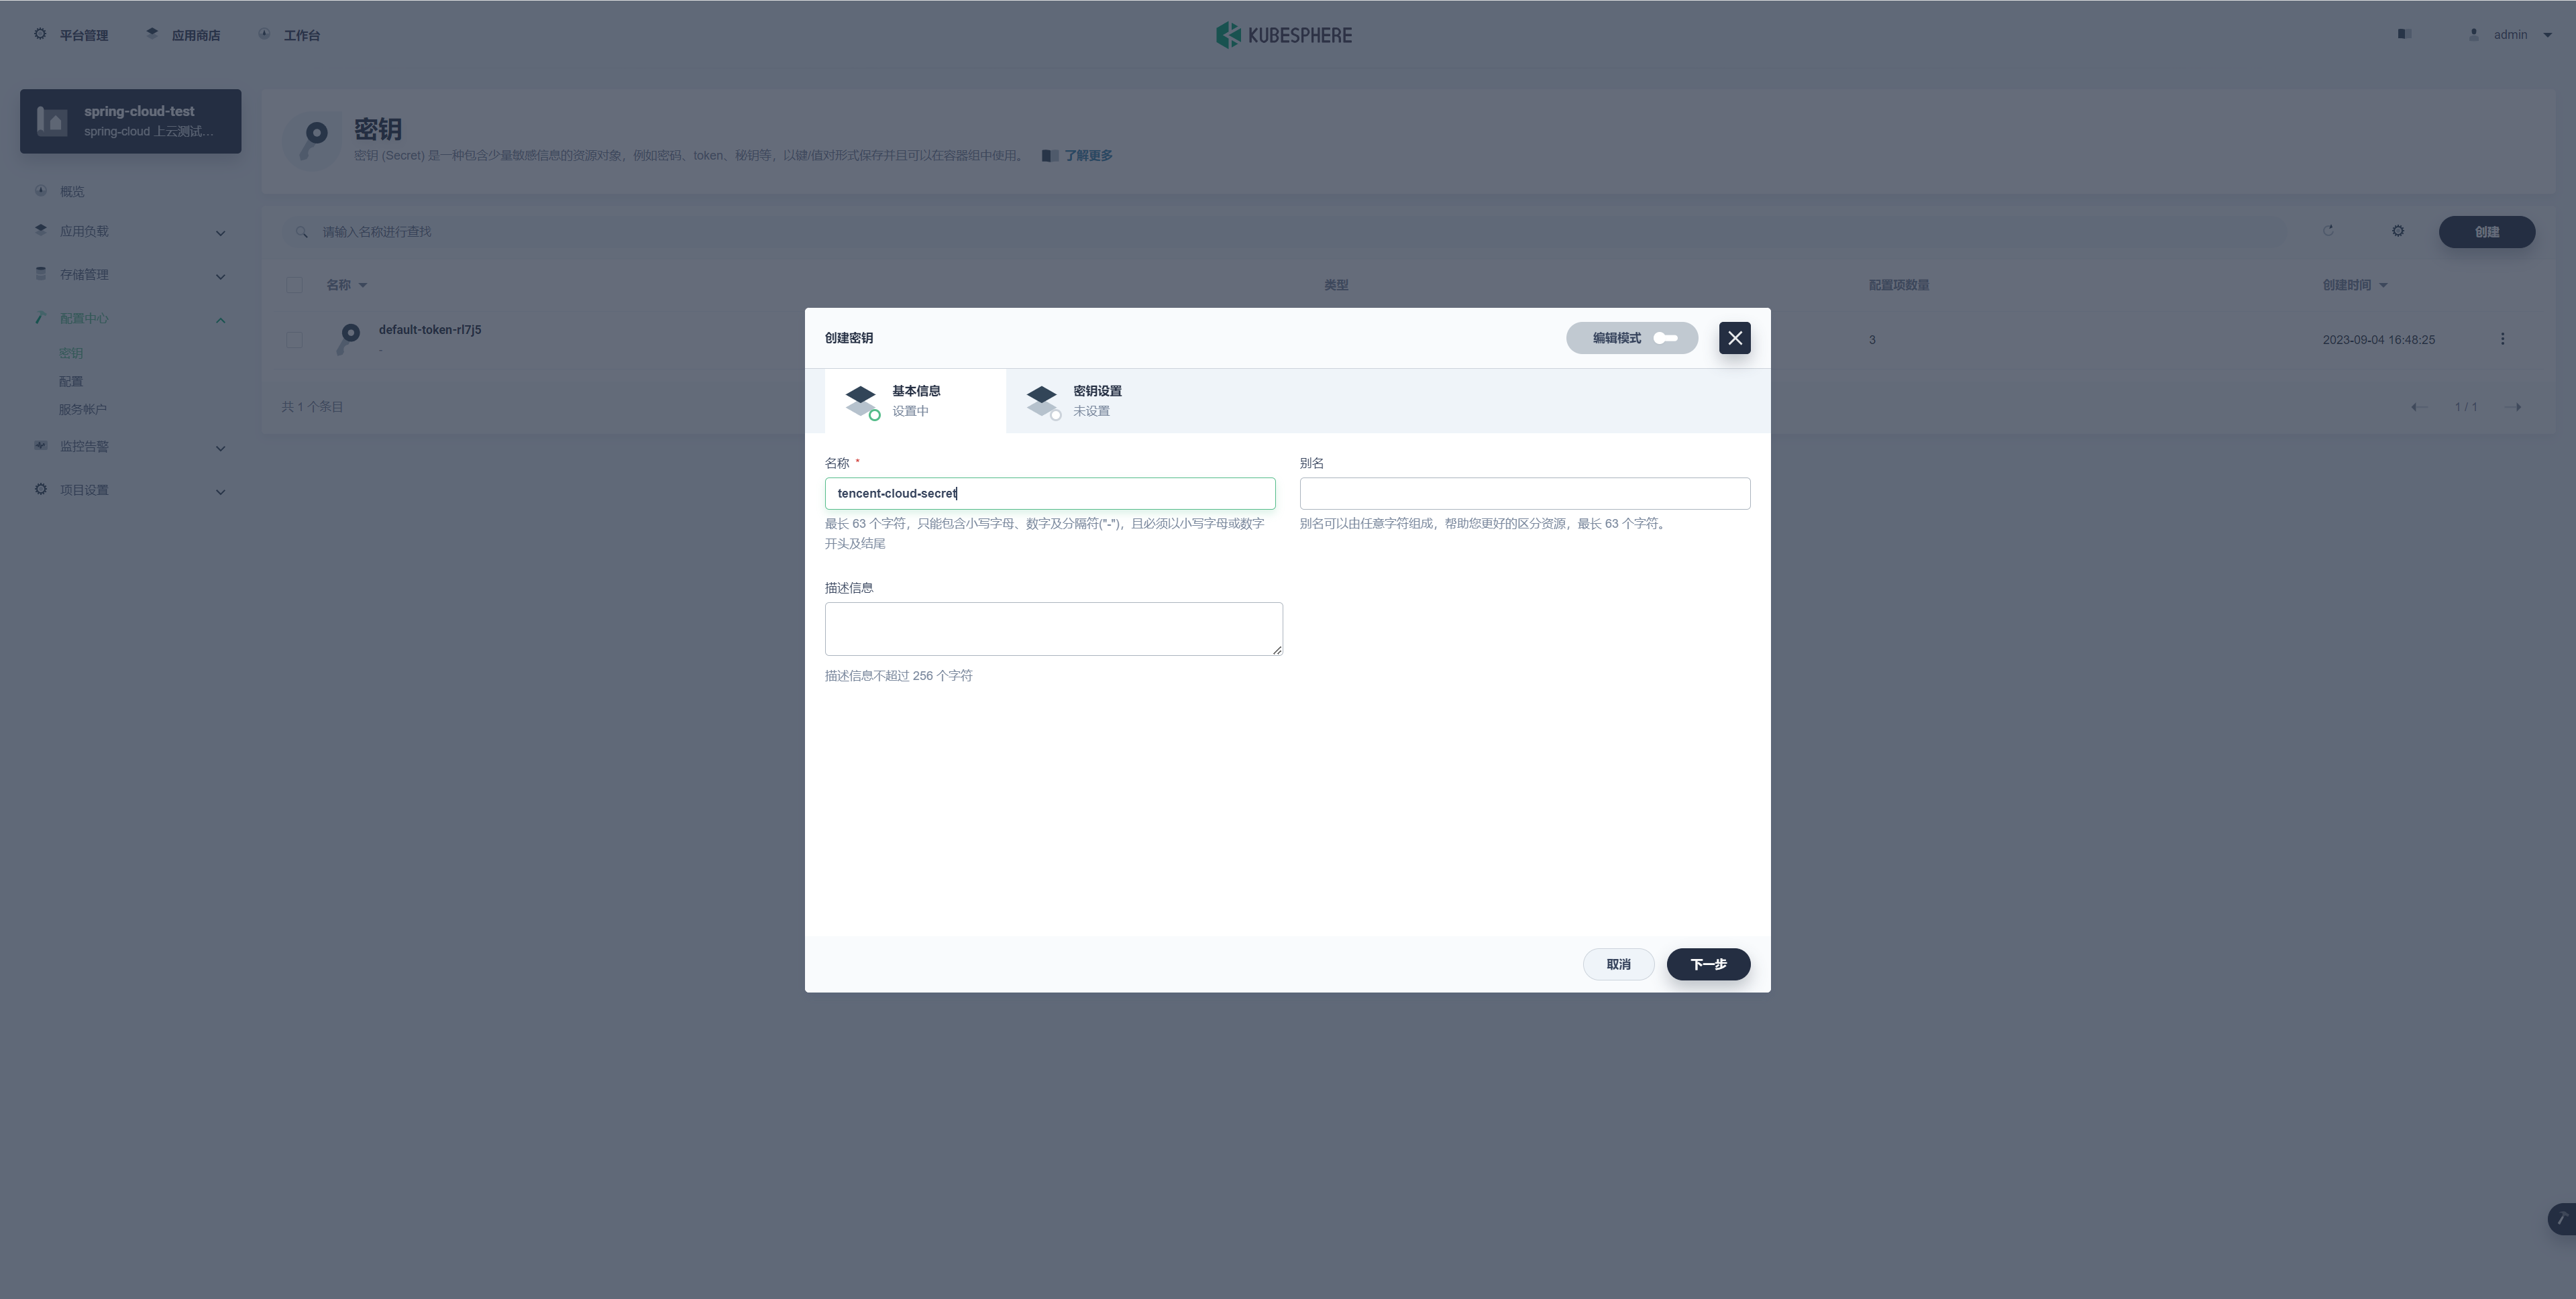 平台管理 应用商店 工作台 KUBESPHERE admin
spring-cloud-test
spring-cloud 上云测试...
概览
应用负载
存储管理
配置中心
密钥
配置
服务帐户
监控告警
项目设置
密钥
密钥 (Secret) 是一种包含少量敏感信息的资源对象，例如密码、token、秘钥等，以键/值对形式保存并且可以在容器组中使用。 了解更多
请输入名称进行查找 创建
名称 类型 配置项数量 创建时间
default-token-rl7j5 3 2023-09-04 16:48:25
-
共 1 个条目 1 / 1
创建密钥 编辑模式
基本信息
设置中
密钥设置
未设置
名称 *
tencent-cloud-secret
最长 63 个字符，只能包含小写字母、数字及分隔符("-")，且必须以小写字母或数字
开头及结尾
别名
别名可以由任意字符组成，帮助您更好的区分资源，最长 63 个字符。
描述信息
描述信息不超过 256 个字符
取消 下一步